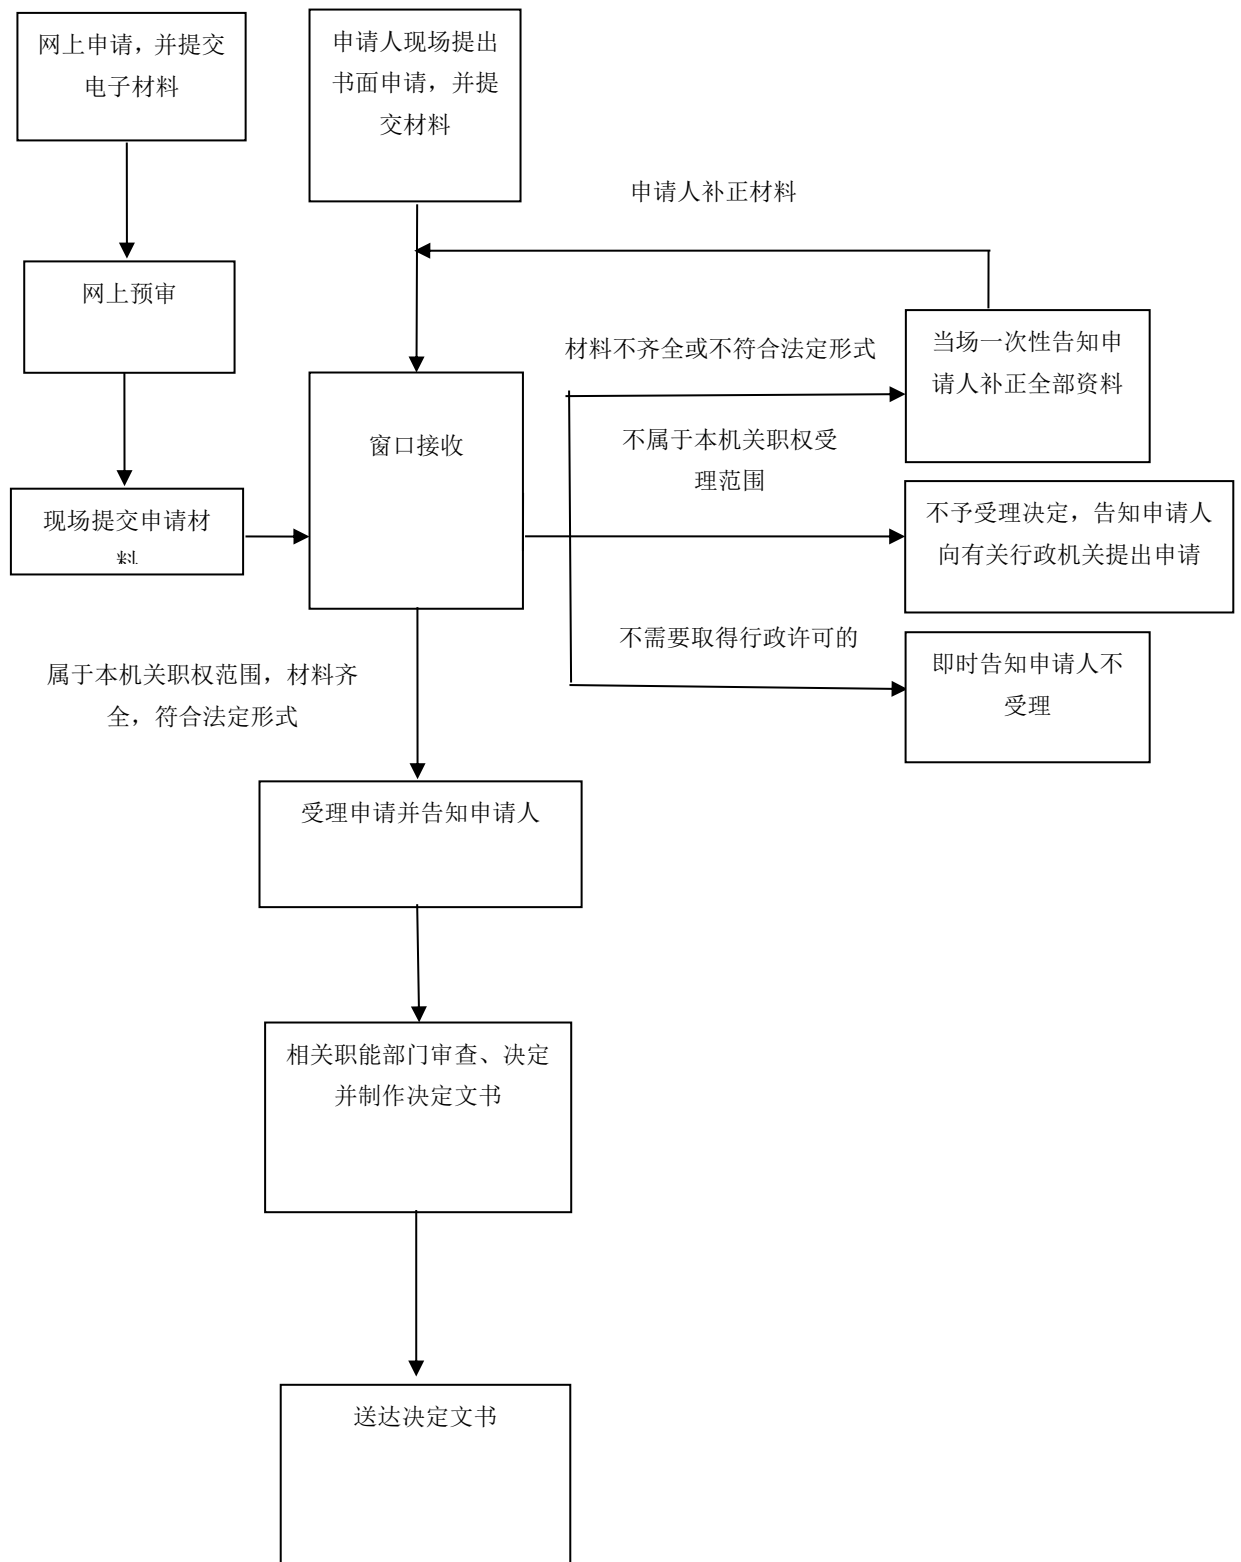 网上申请，并提交
电子材料
申请人现场提出
书面申请，并提
交材料
申请人补正材料
网上预审
材料不齐全或不符合法定形式
当场一次性告知申
请人补正全部资料
窗口接收
不属于本机关职权受
理范围
现场提交申请材
料
不予受理决定，告知申请人
向有关行政机关提出申请
不需要取得行政许可的
即时告知申请人不
受理
属于本机关职权范围，材料齐
全，符合法定形式
受理申请并告知申请人
相关职能部门审查、决定
并制作决定文书
送达决定文书